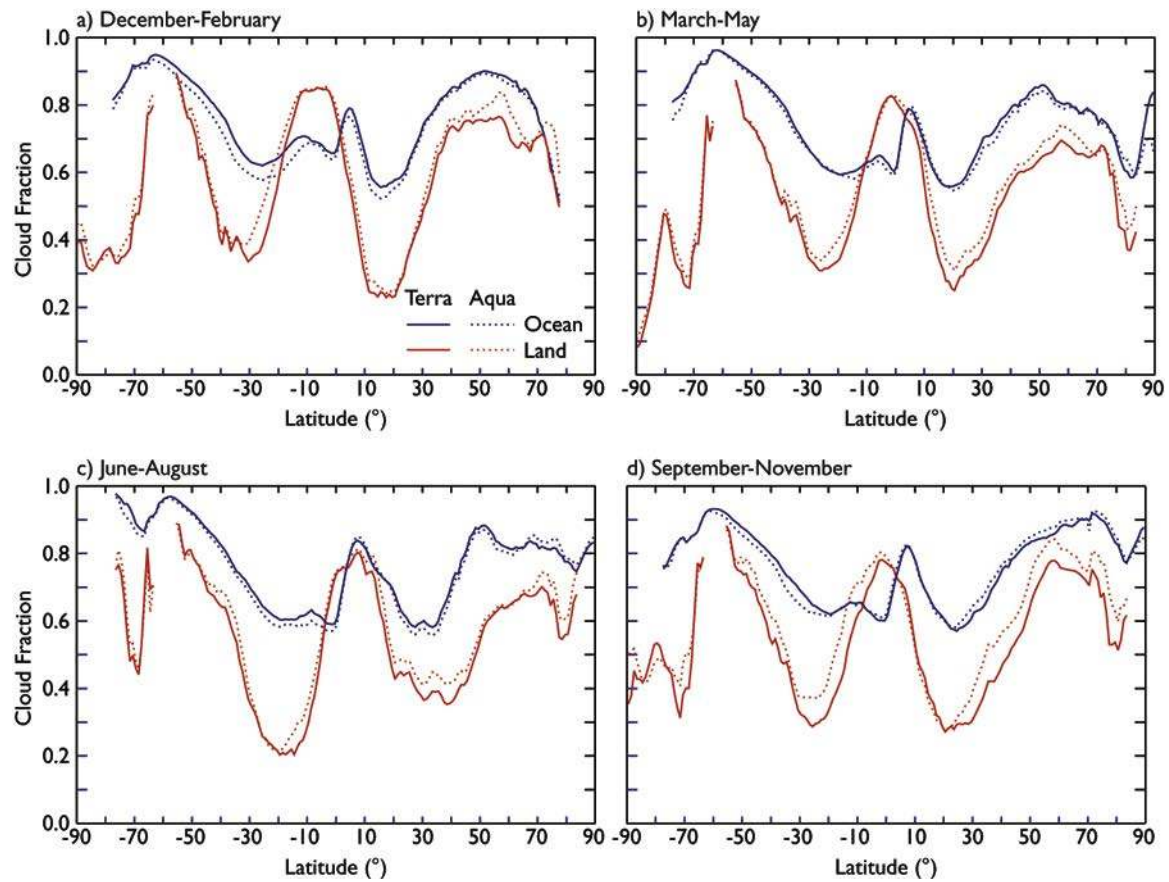 a) December-February
b) March-May
1.0
0.8
0.6
0.4
0.2
0.0
Cloud Fraction
Terra Aqua
Ocean
Land
-90 -70 -50 -30 -10 10 30 50 70 90
-90 -70 -50 -30 -10 10 30 50 70 90
Latitude (°)
Latitude (°)
c) June-August
d) September-November
1.0
0.8
0.6
0.4
0.2
0.0
Cloud Fraction
-90 -70 -50 -30 -10 10 30 50 70 90
-90 -70 -50 -30 -10 10 30 50 70 90
Latitude (°)
Latitude (°)